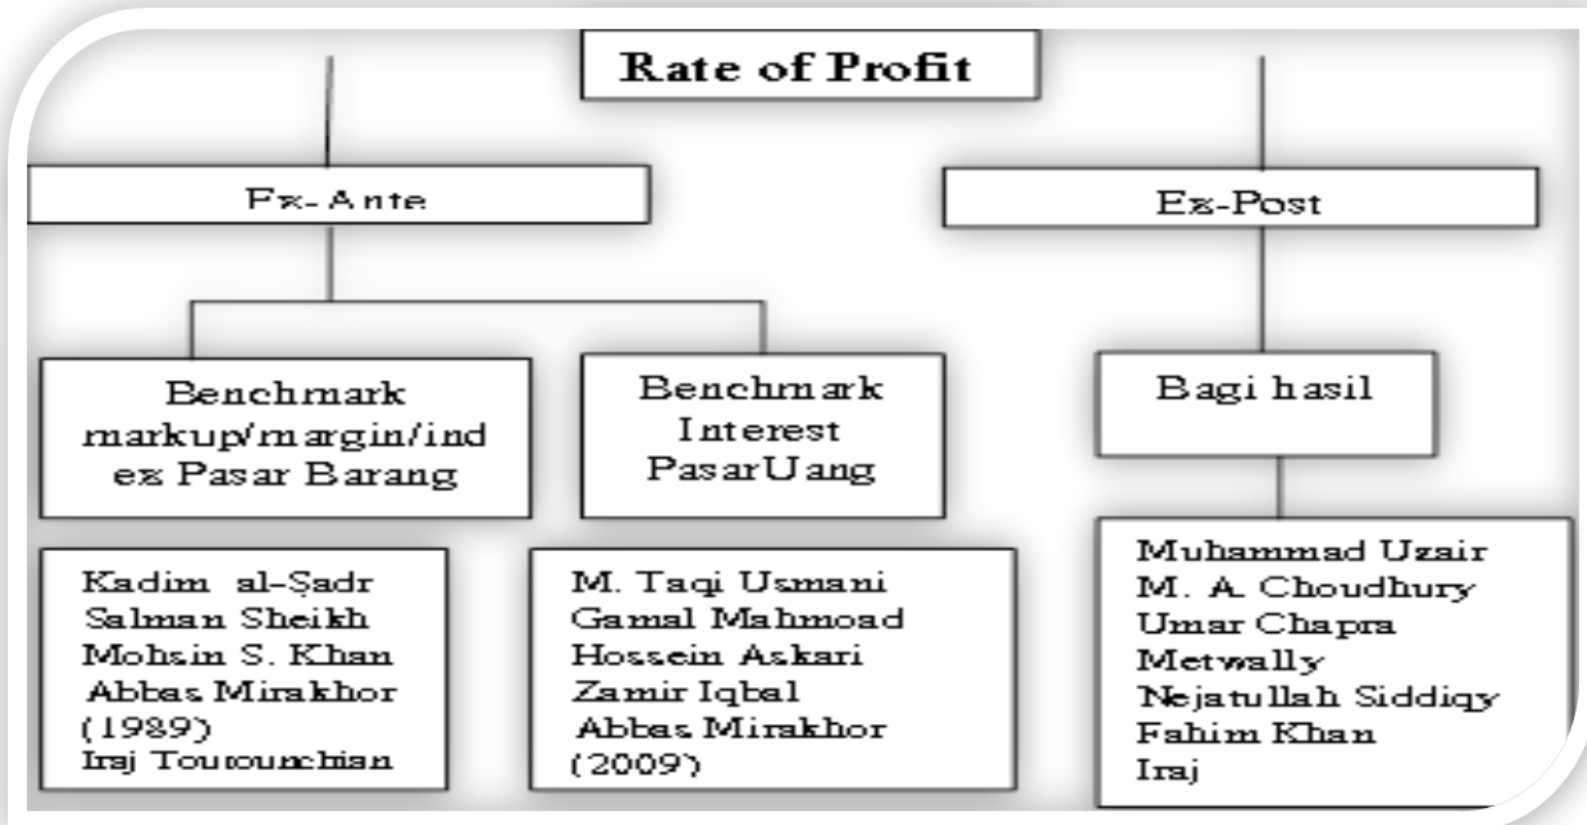 Rate of Profit
Ex-Ante
Ex-Post
Benchmark
markup/margin/ind
ex Pasar Barang
Benchmark
Interest
PasarUang
Bagi hasil
Kadim al-Ṣadr
Salman Sheikh
Mohsin S. Khan
Abbas Mirakhor
(1989)
Iraj Toutounchian
M. Taqi Usmani
Gamal Mahmoad
Hossein Askari
Zamir Iqbal
Abbas Mirakhor
(2009)
Muhammad Uzair
M. A. Choudhury
Umar Chapra
Metwally
Nejatullah Siddiqy
Fahim Khan
Iraj